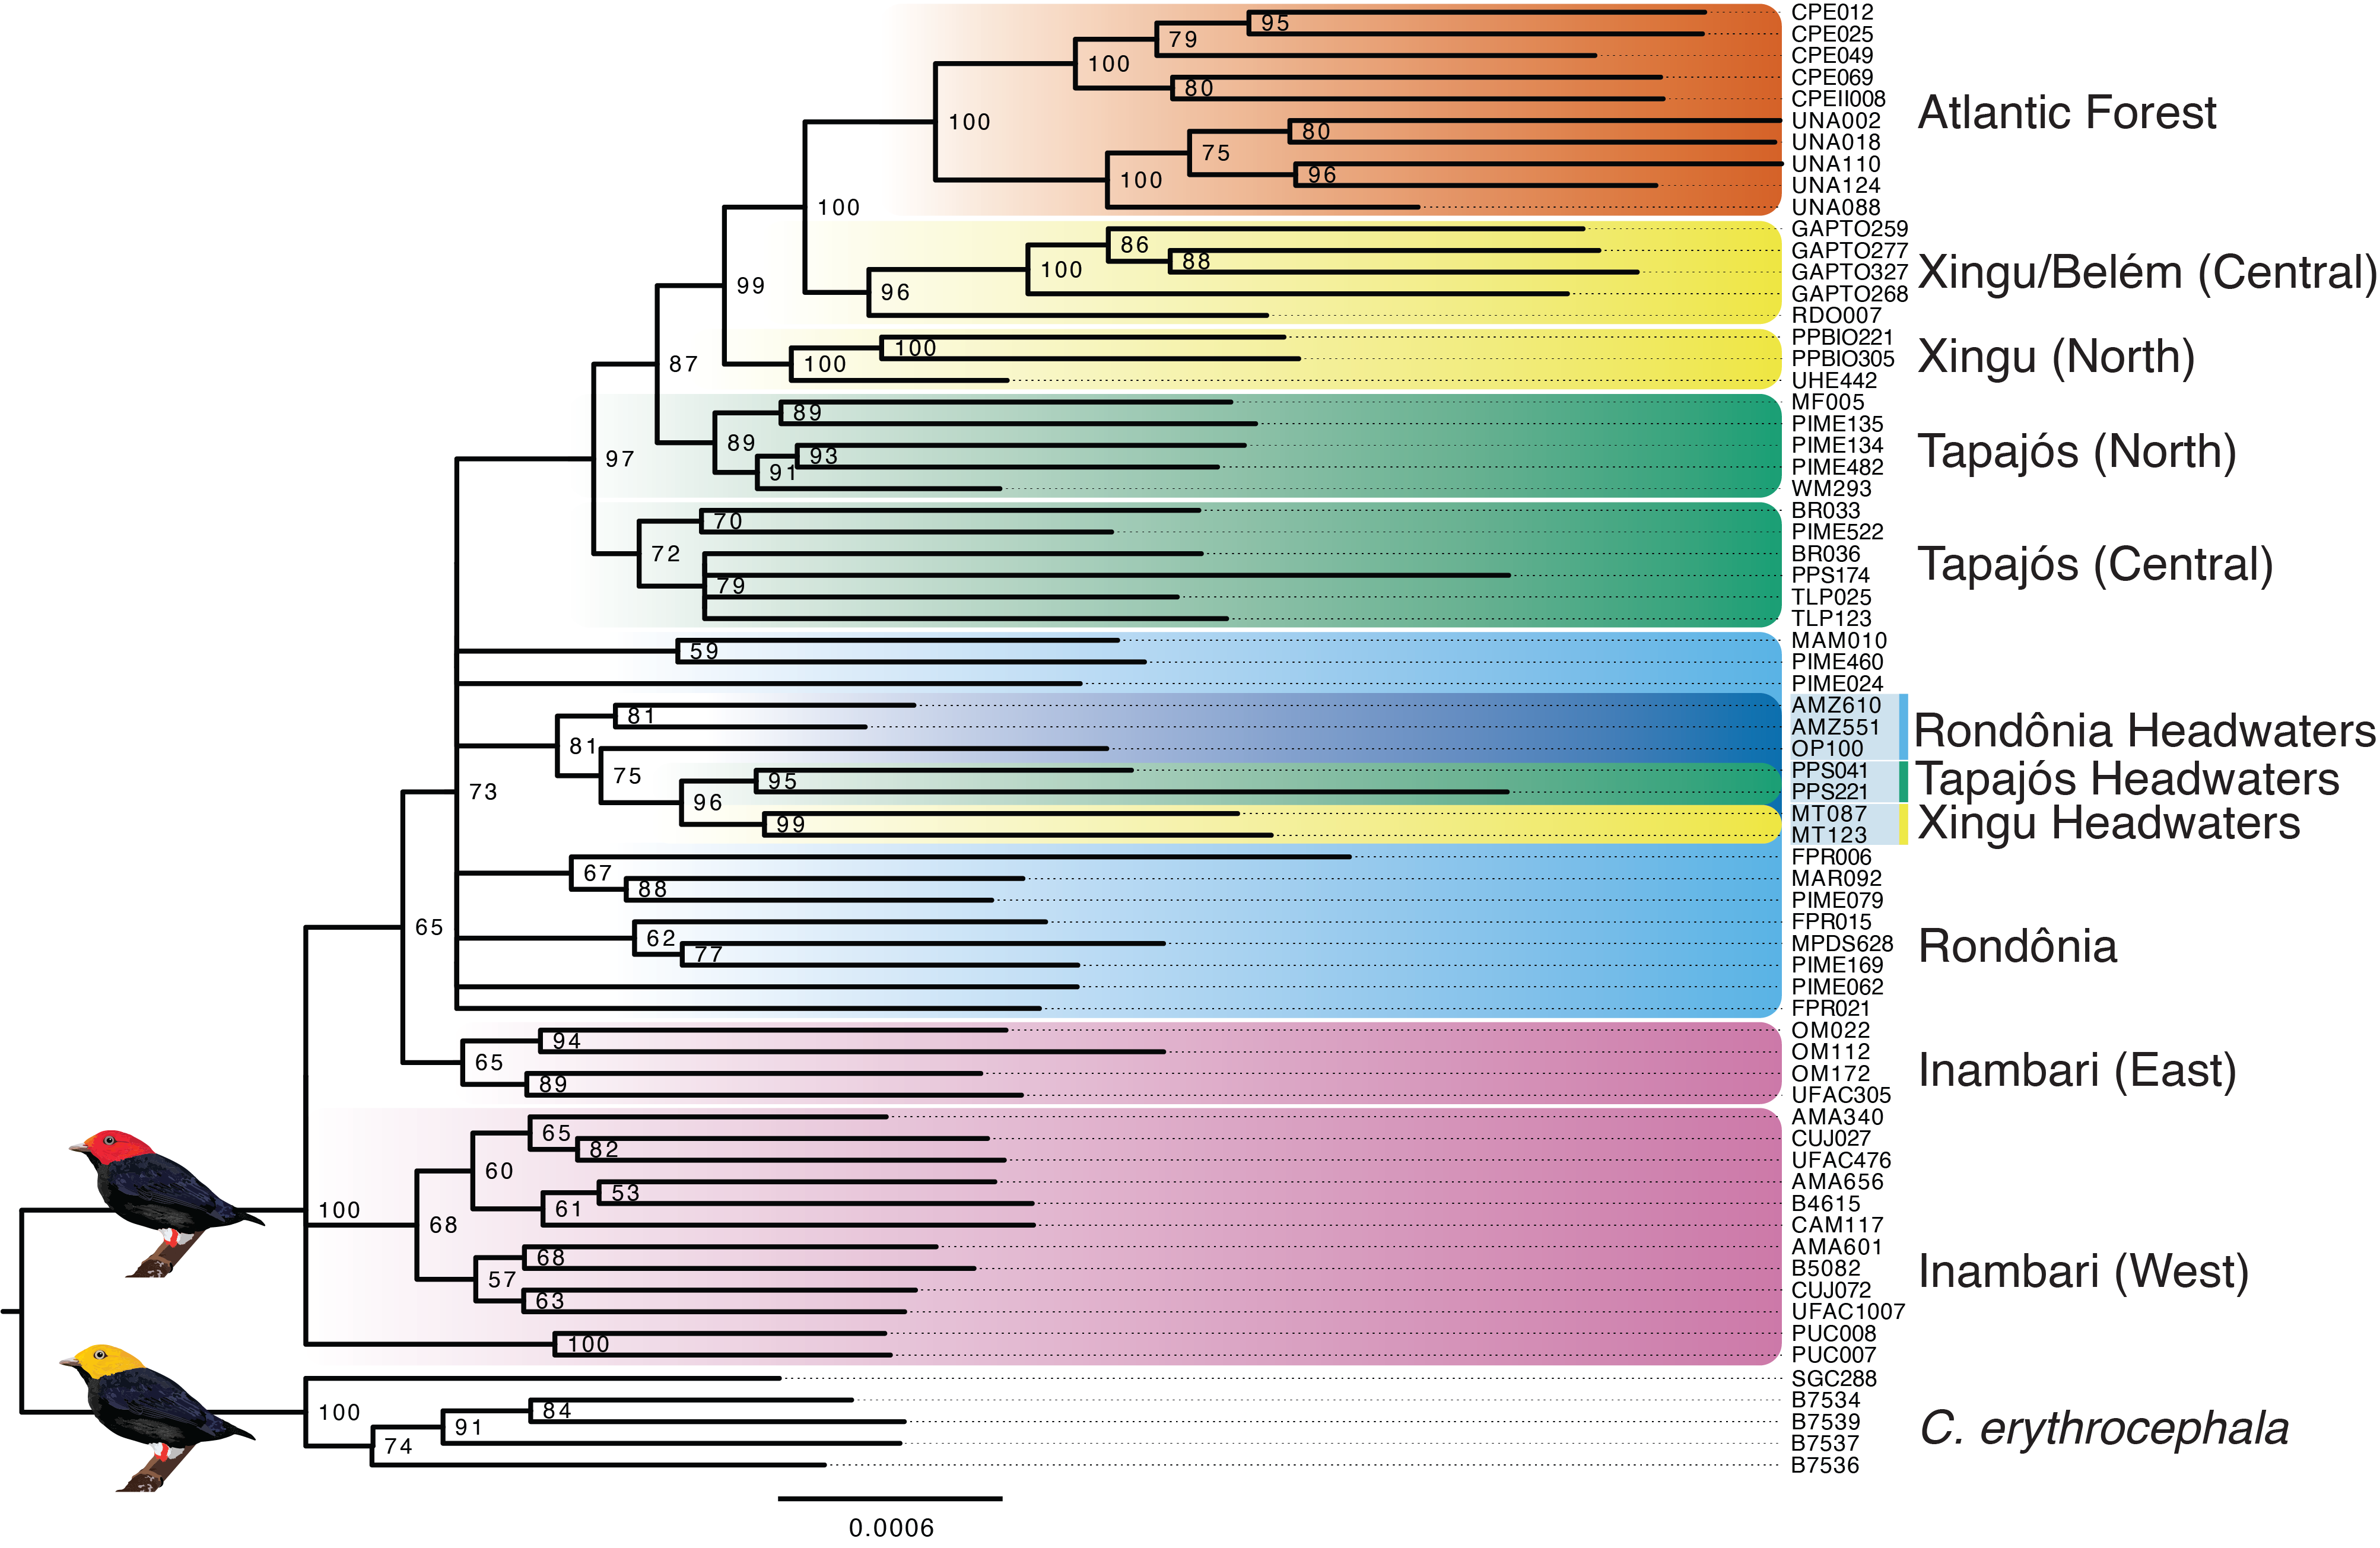 CPE012
95
CPE025
79
CPE049
100
CPE069
80
CPEII008
100
Atlantic Forest
UNA002
80
UNA018
75
UNA110
96
100
UNA124
100
UNA088
GAPTO259
86
GAPTO277
88
100
GAPTO327
Xingu/Belém (Central)
99
96
GAPTO268
RDO007
PPBIO221
100
PPBIO305
Xingu (North)
87
100
UHE442
MF005
89
PIME135
89
PIME134
93
Tapajós (North)
97
91
PIME482
WM293
BR033
70
PIME522
72
BR036
Tapajós (Central)
PPS174
79
TLP025
TLP123
MAM010
59
PIME460
PIME024
AMZ610
81
AMZ551
Rondônia Headwaters
81
OP100
75
PPS041
95
Tapajós Headwaters
73
PPS221
96
MT087
99
Xingu Headwaters
MT123
FPR006
67
MAR092
88
PIME079
65
FPR015
62
MPDS628
77
Rondônia
PIME169
PIME062
FPR021
OM022
94
OM112
65
OM172
Inambari (East)
89
UFAC305
AMA340
65
CUJ027
82
60
UFAC476
AMA656
53
B4615
100
61
68
CAM117
AMA601
68
B5082
Inambari (West)
57
CUJ072
63
UFAC1007
PUC008
100
PUC007
SGC288
100
B7534
84
B7539
91
C. erythrocephala
74
B7537
B7536
0.0006